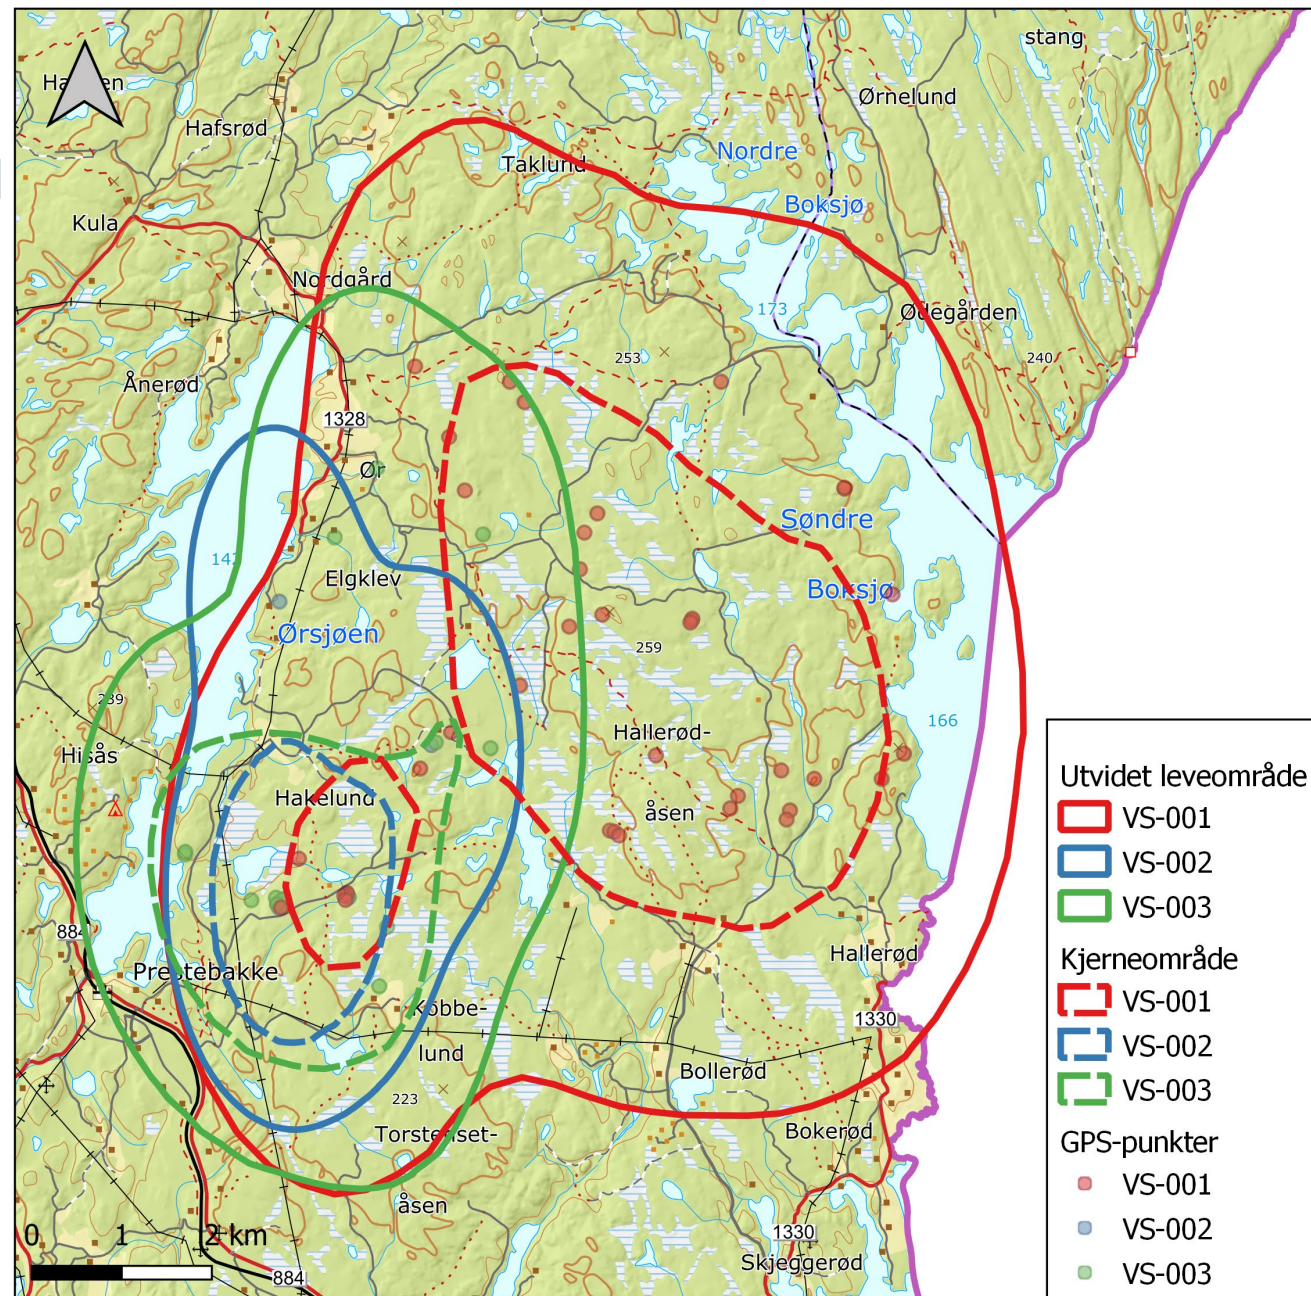 stang
Ørnelund
Hafsrød
Nordre
Taklund
Boksjø
Kula
Nordgård
173
Ødegården
253
240
Ånerød
1328
Ør
Søndre
142
Elgklev
Boksjø
Ørsjøen
259
239
166
Hallerød-
Hisås
Hakelund
åsen
884
Hallerød
Prestebakke
Købbe-
1330
lund
Bollerød
223
Torstenset-
Bokerød
åsen
0 1 2 km
1330
Skjeggerød
884
Utvidet leveområde
VS-001
VS-002
VS-003
Kjerneområde
VS-001
VS-002
VS-003
GPS-punkter
VS-001
VS-002
VS-003